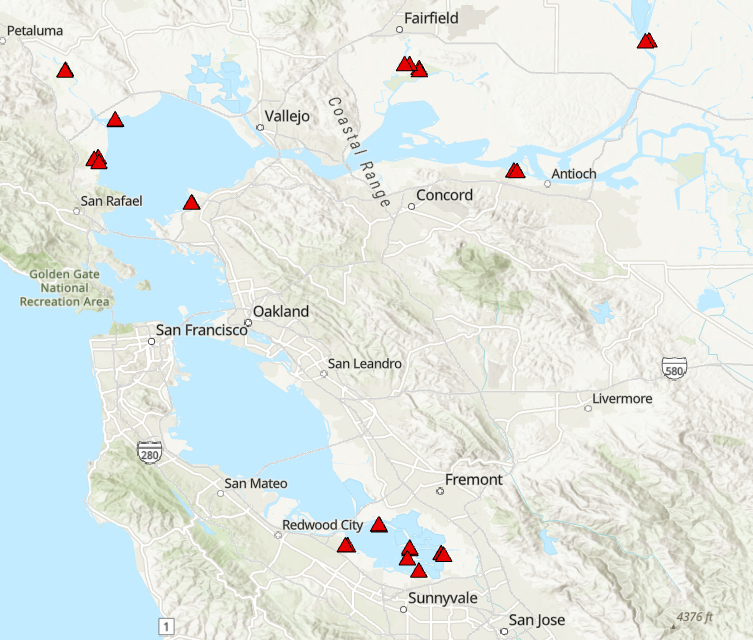 Fairfield
Petaluma
Vallejo
Coastal Range
Antioch
Concord
San Rafael
Golden Gate
National
Recreation Area
Oakland
San Francisco
San Leandro
580
Livermore
280
San Mateo
Fremont
Redwood City
Sunnyvale
San Jose
1
4376 ft